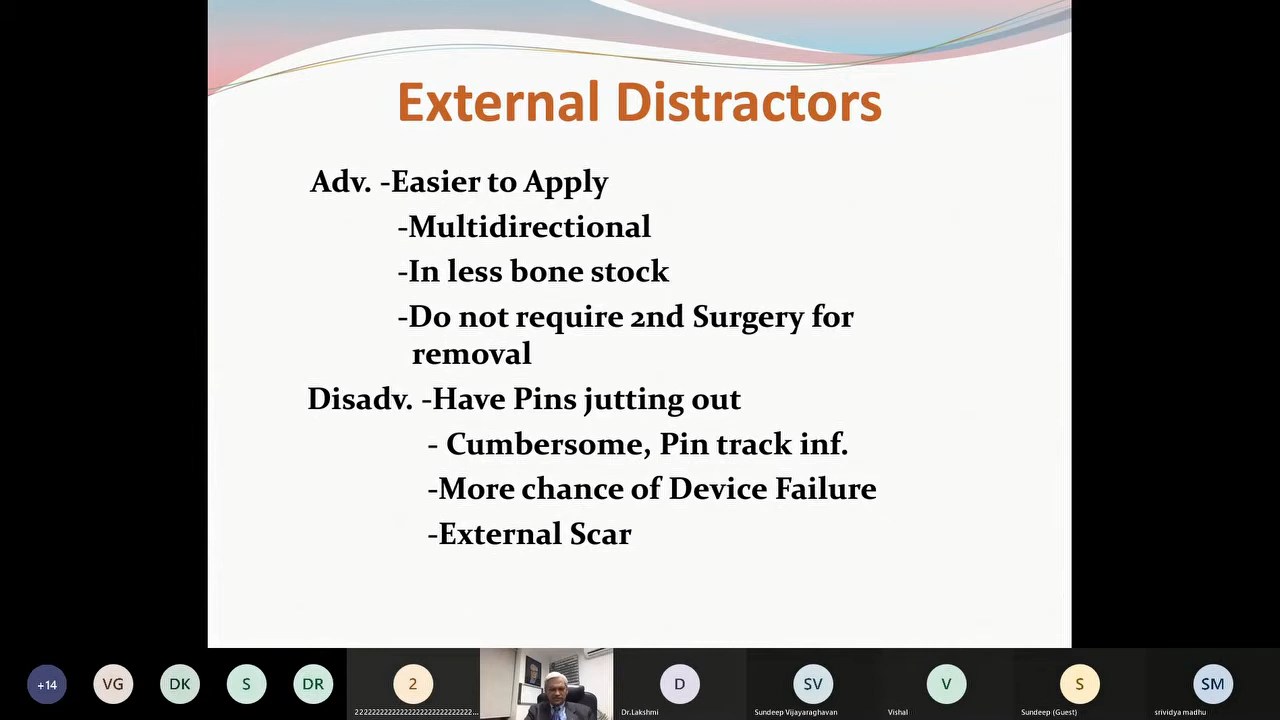 External Distractors
Adv. -Easier to Apply
-Multidirectional
-In less bone stock
-Do not require 2nd Surgery for
removal
Disadv. -Have Pins jutting out
- Cumbersome, Pin track inf.
-More chance of Device Failure
-External Scar
+14
VG
DK
S
DR
2
D
SV
V
S
SM
Dr.Lakshmi
Sundeep Vijayaraghavan
Vishal
Sundeep (Guest)
srividya madhu